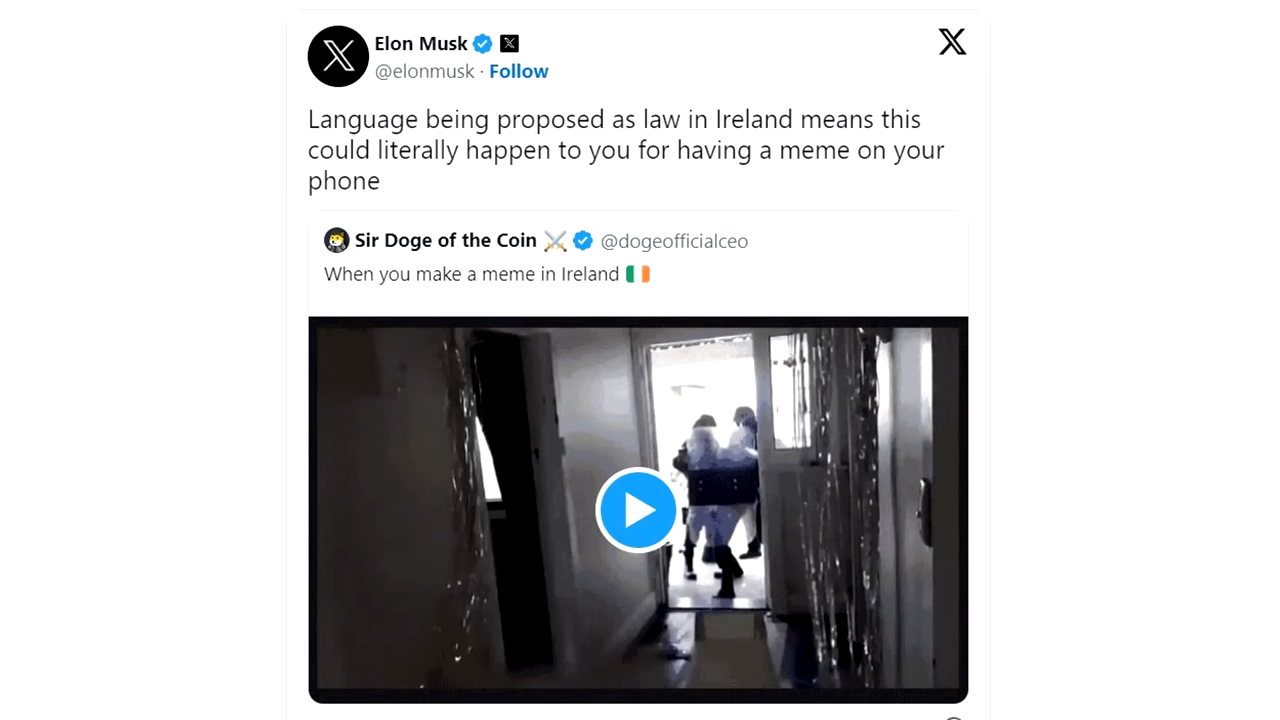 Elon Musk
@elonmusk · Follow
Language being proposed as law in Ireland means this
could literally happen to you for having a meme on your
phone
Sir Doge of the Coin ⚔️ @dogeofficialceo
When you make a meme in Ireland 🇮🇪